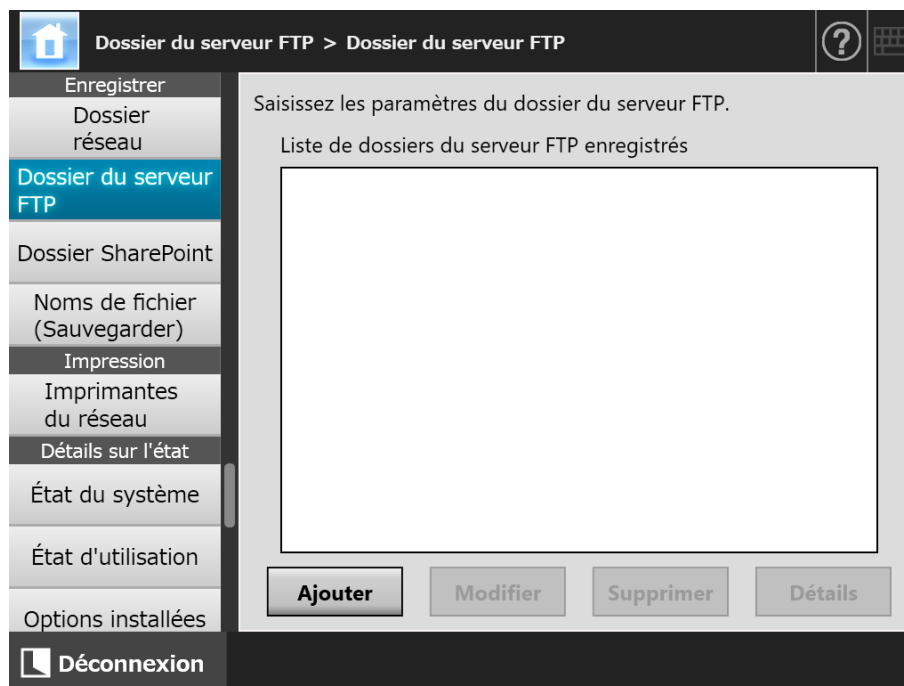 Dossier du serveur FTP > Dossier du serveur FTP
?
Enregistrer
Dossier
réseau
Dossier du serveur
FTP
Dossier SharePoint
Noms de fichier
(Sauvegarder)
Impression
Imprimantes
du réseau
Détails sur l'état
État du système
État d'utilisation
Options installées
Déconnexion
Saisissez les paramètres du dossier du serveur FTP.
Liste de dossiers du serveur FTP enregistrés
Ajouter
Modifier
Supprimer
Détails